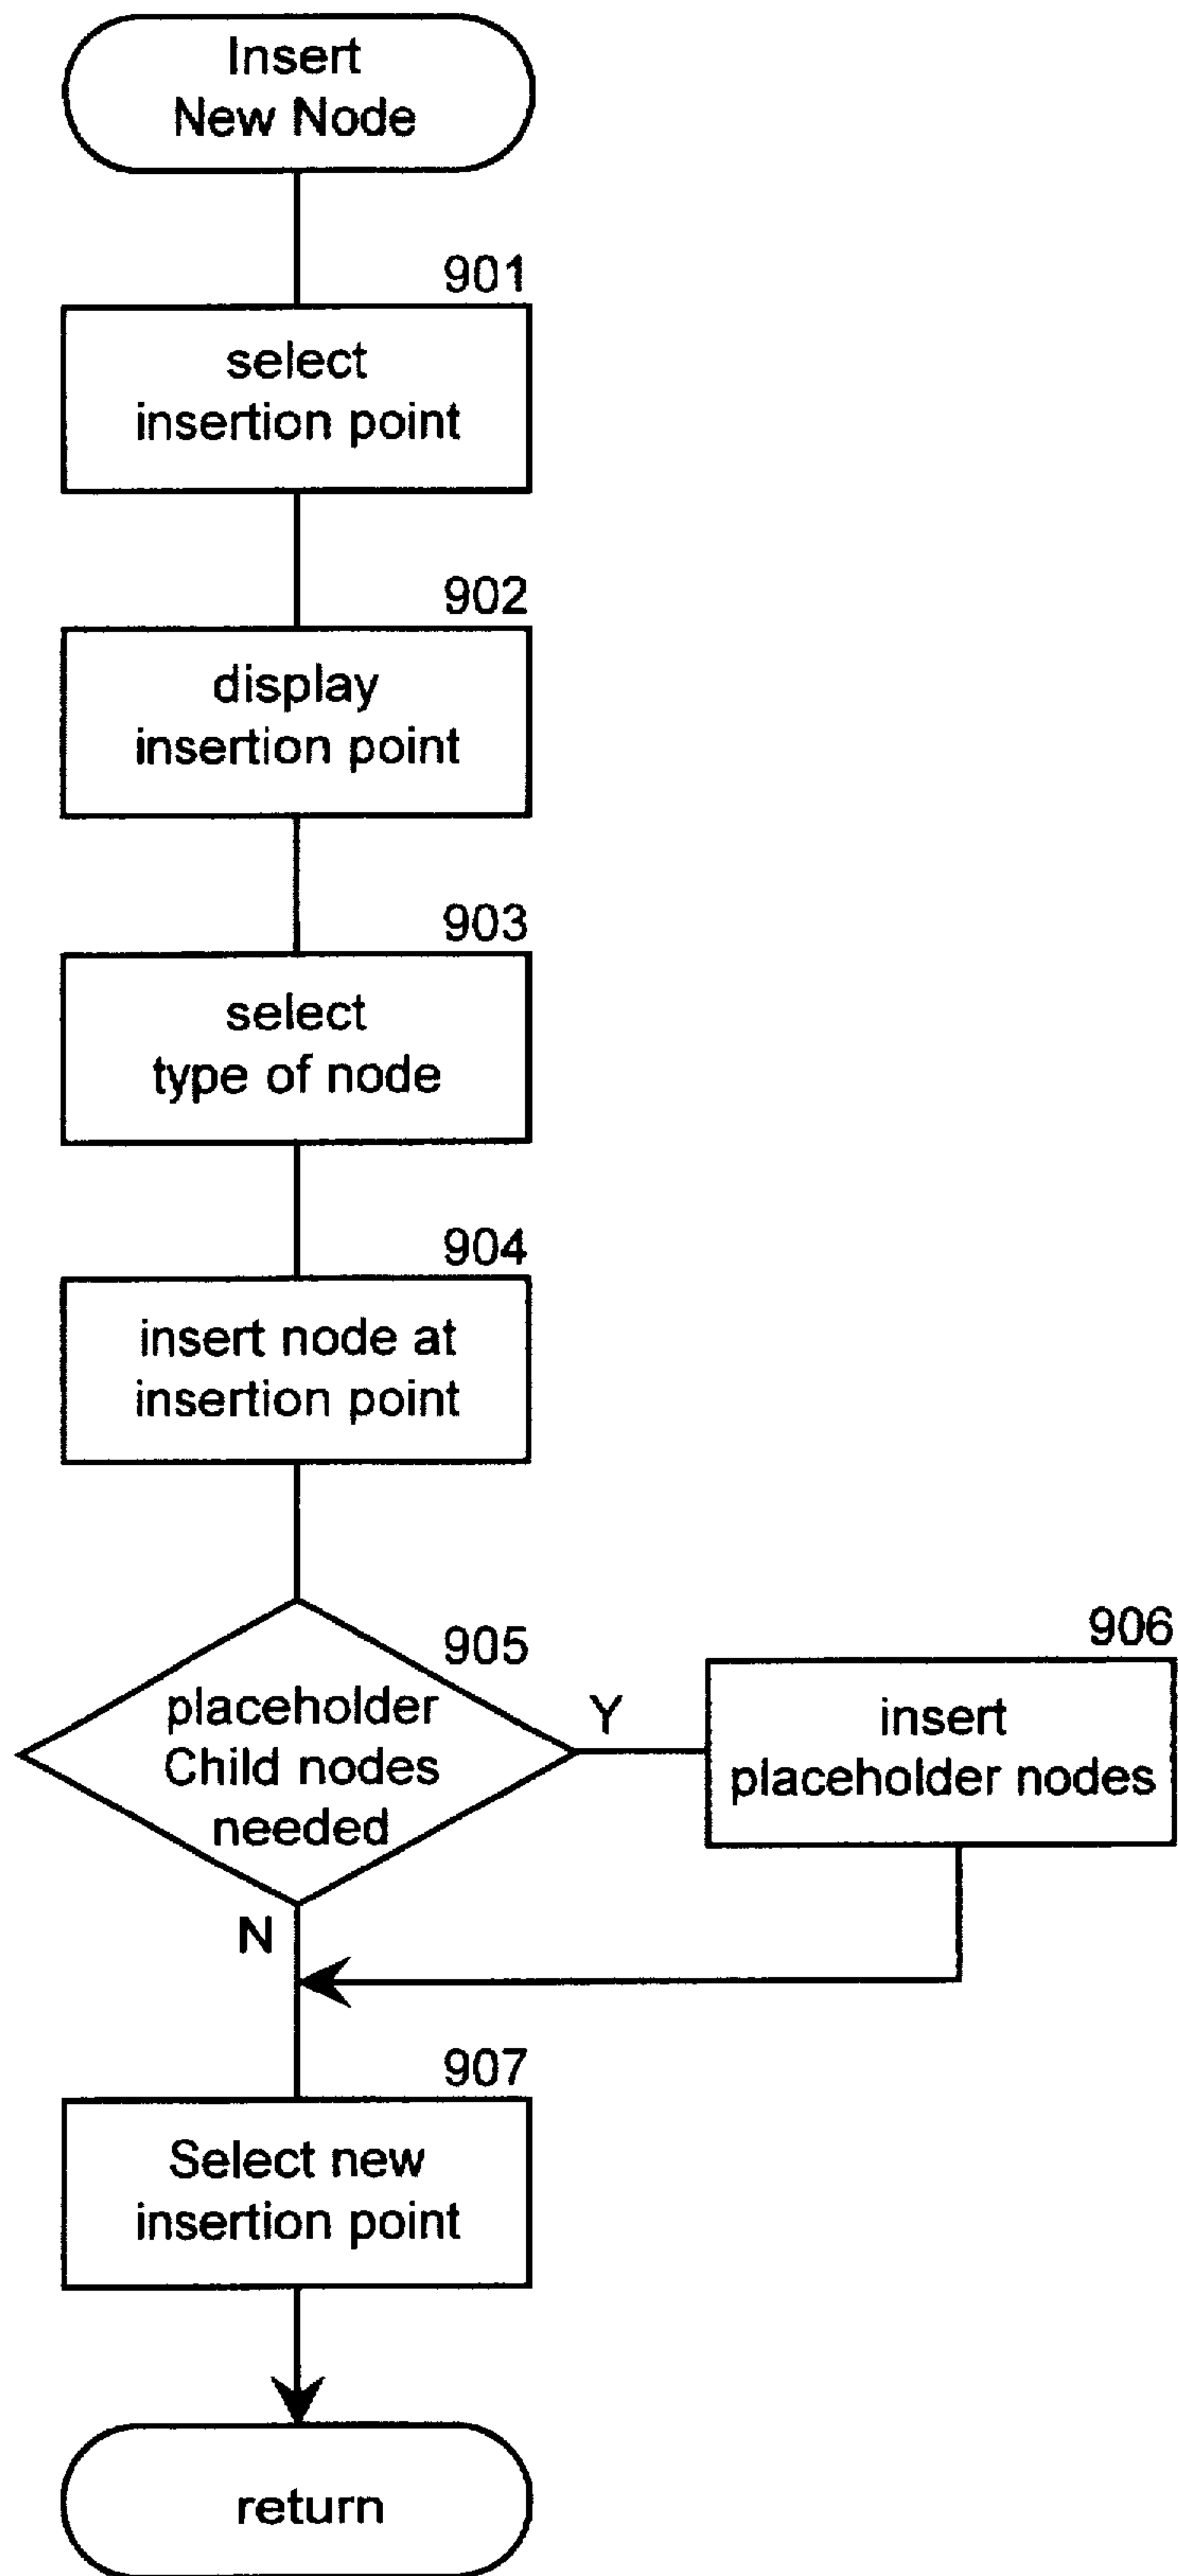 Insert
New Node
901
select
insertion point
902
display
insertion point
903
select
type of node
904
insert node at
insertion point
905
placeholder
Child nodes
needed
Y
906
insert
placeholder nodes
N
907
Select new
insertion point
return